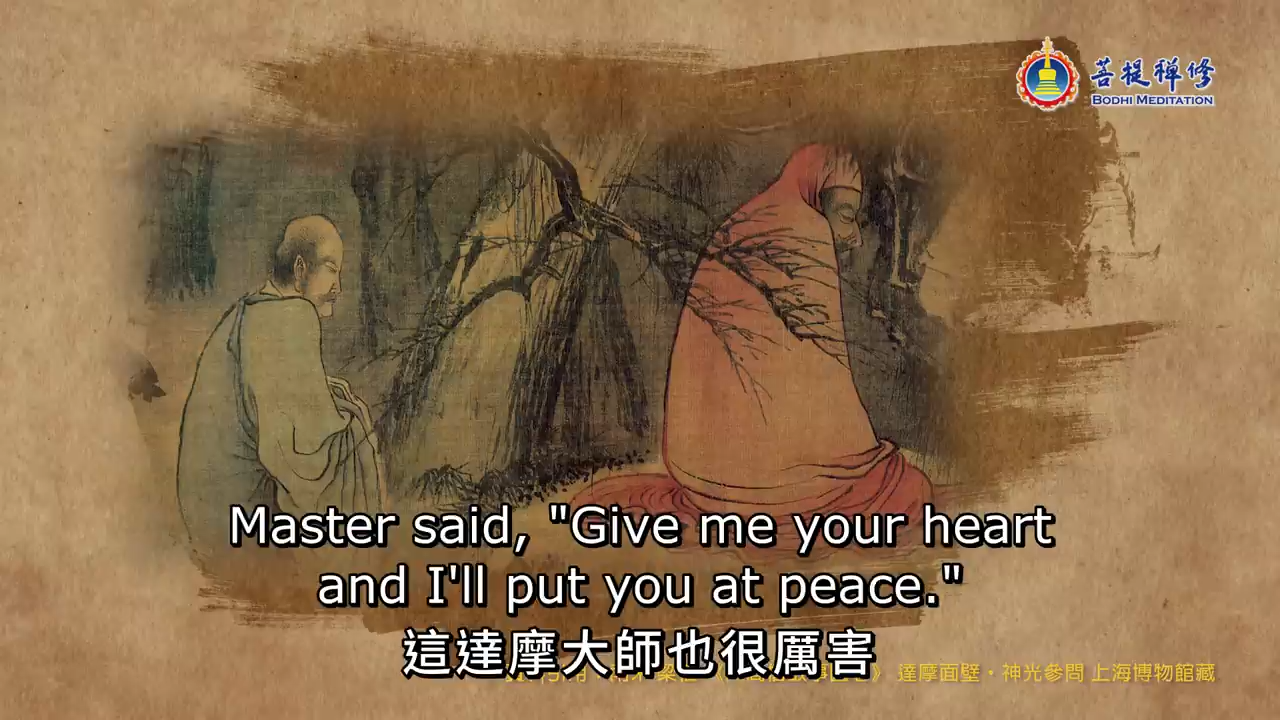 菩提禪修
BODHI MEDITATION
Master said, "Give me your heart
and I'll put you at peace."
這達摩大師也很厲害
達摩面壁・神光參問 上海博物館藏